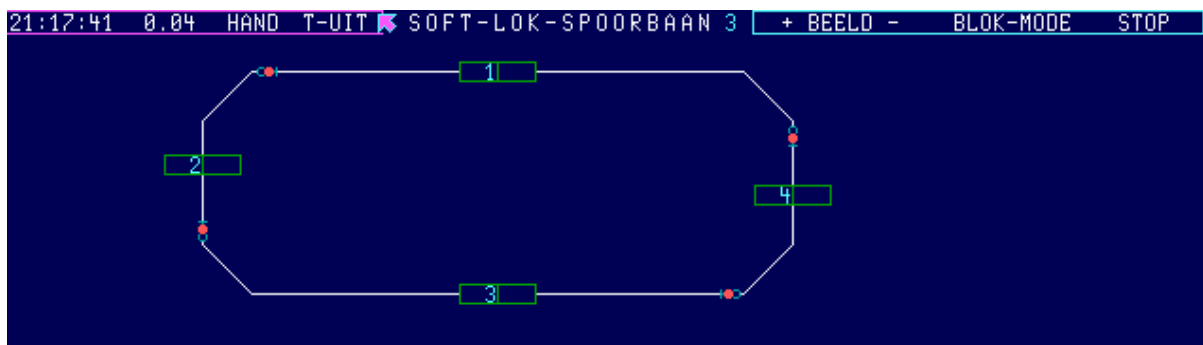 21:17:41 0.04 HAND T-UIT SOFT-LOK-SPOORBAAN 3 + BEELD - BLOK-MODE STOP
1
2
4
3